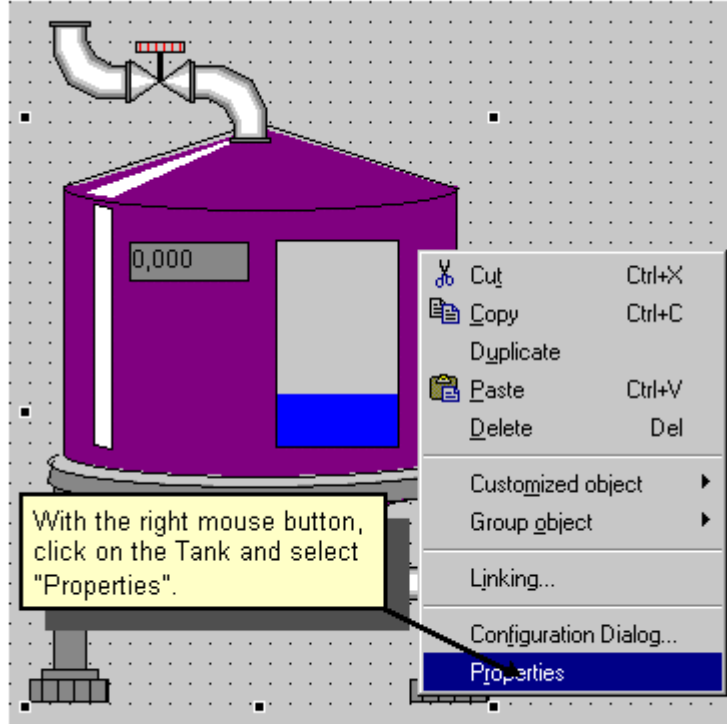 0,000
Cut Ctrl+X
Copy Ctrl+C
Duplicate
Paste Ctrl+V
Delete Del
Customized object
Group object
Linking...
Configuration Dialog...
Properties
With the right mouse button,
click on the Tank and select
"Properties".